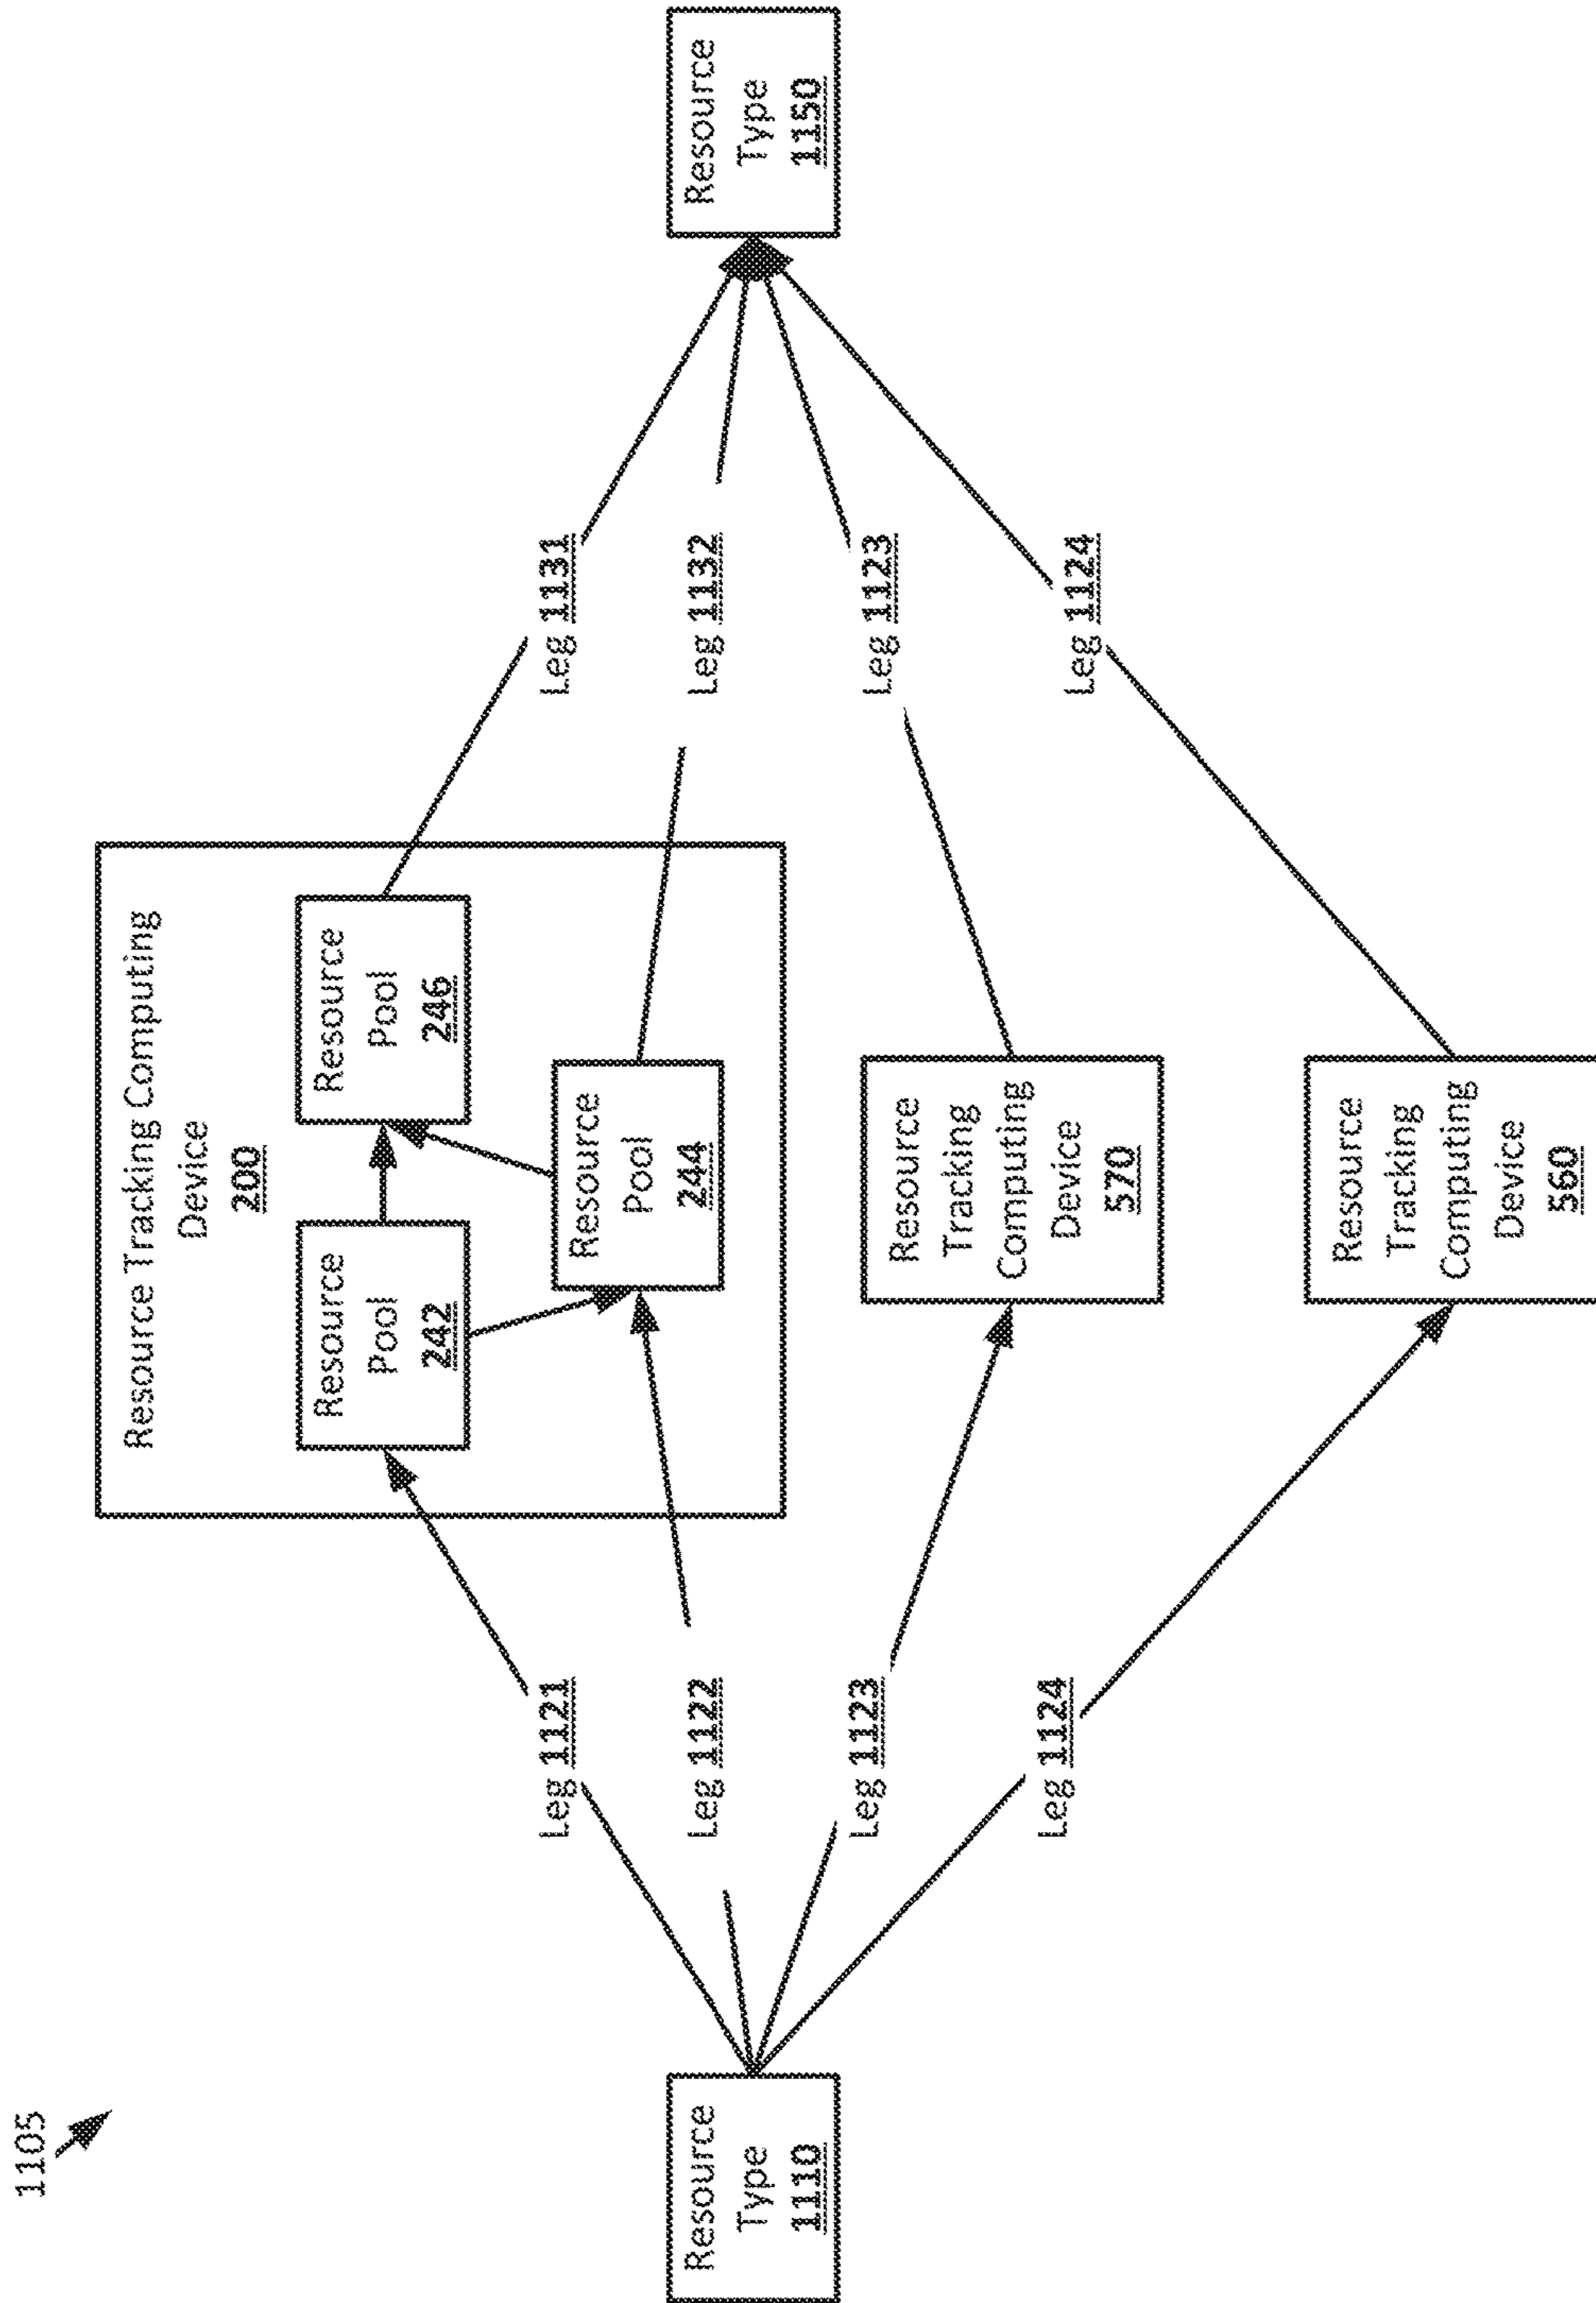 1105
Resource
Type
1110
Leg 1121
Leg 1122
Leg 1123
Leg 1124
Resource Tracking Computing
Device
200
Resource
Pool
242
Resource
Pool
246
Resource
Pool
244
Resource
Tracking
Computing
Device
570
Resource
Tracking
Computing
Device
560
Leg 1131
Leg 1132
Leg 1123
Leg 1124
Resource
Type
1150